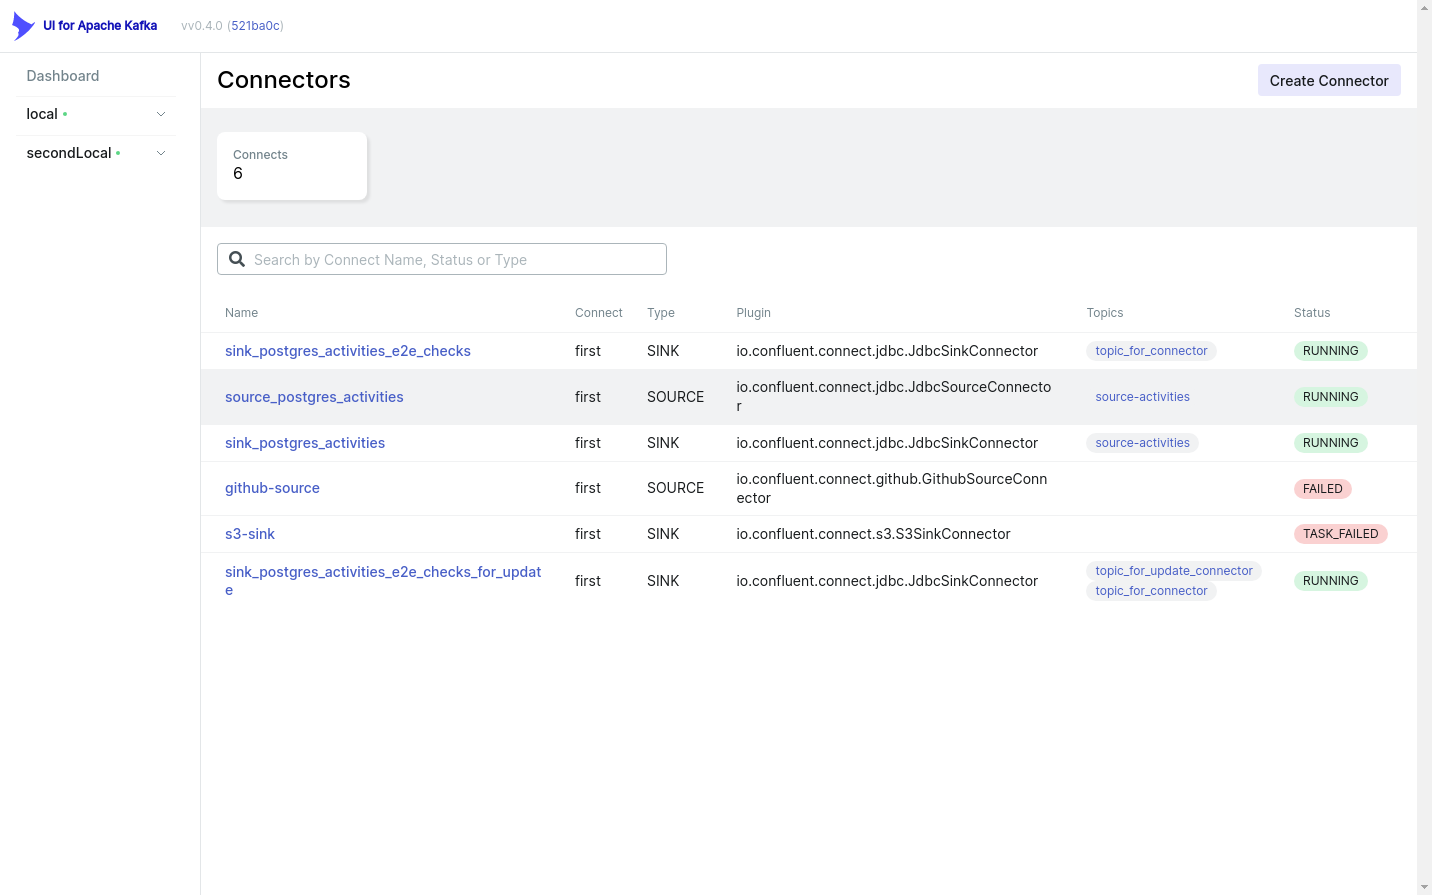 UI for Apache Kafka vv0.4.0 (521ba0c)
Dashboard
local
secondLocal
Connectors
Create Connector
Connects
6
Search by Connect Name, Status or Type
Name Connect Type Plugin Topics Status
sink_postgres_activities_e2e_checks first SINK io.confluent.connect.jdbc.JdbcSinkConnector topic_for_connector RUNNING
source_postgres_activities first SOURCE io.confluent.connect.jdbc.JdbcSourceConnecto source-activities RUNNING
r
sink_postgres_activities first SINK io.confluent.connect.jdbc.JdbcSinkConnector source-activities RUNNING
github-source first SOURCE io.confluent.connect.github.GithubSourceConn FAILED
ector
s3-sink first SINK io.confluent.connect.s3.S3SinkConnector TASK_FAILED
sink_postgres_activities_e2e_checks_for_updat first SINK io.confluent.connect.jdbc.JdbcSinkConnector topic_for_update_connector RUNNING
e topic_for_connector